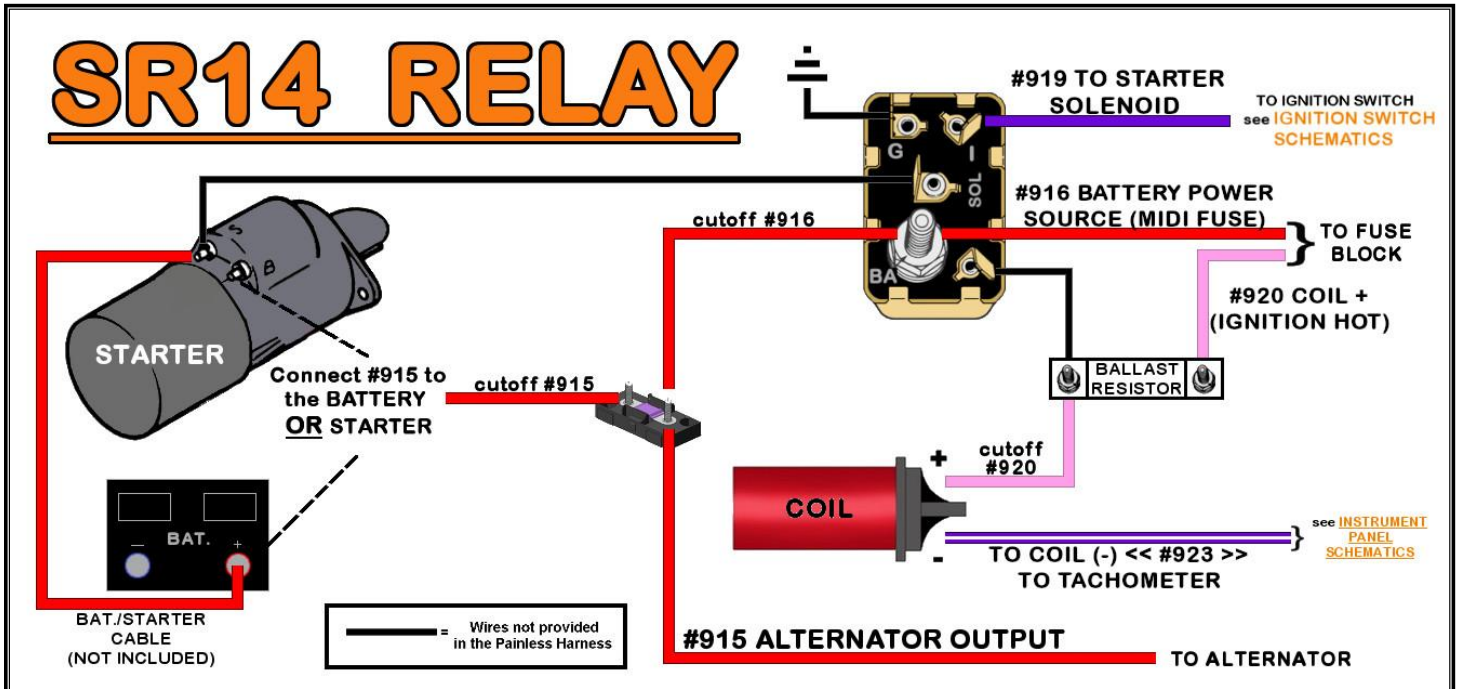 SR14 RELAY
#919 TO STARTER
SOLENOID
TO IGNITION SWITCH
see IGNITION SWITCH
SCHEMATICS
G
I
SOL
BA
cutoff #916
#916 BATTERY POWER
SOURCE (MIDI FUSE)
TO FUSE
BLOCK
#920 COIL +
(IGNITION HOT)
S
B
STARTER
Connect #915 to
the BATTERY
OR STARTER
cutoff #915
BALLAST
RESISTOR
cutoff
#920
+
COIL
-
TO COIL (-) << #923 >>
TO TACHOMETER
see INSTRUMENT
PANEL
SCHEMATICS
BAT.
– +
BAT./STARTER
CABLE
(NOT INCLUDED)
= Wires not provided
in the Painless Harness
#915 ALTERNATOR OUTPUT
TO ALTERNATOR